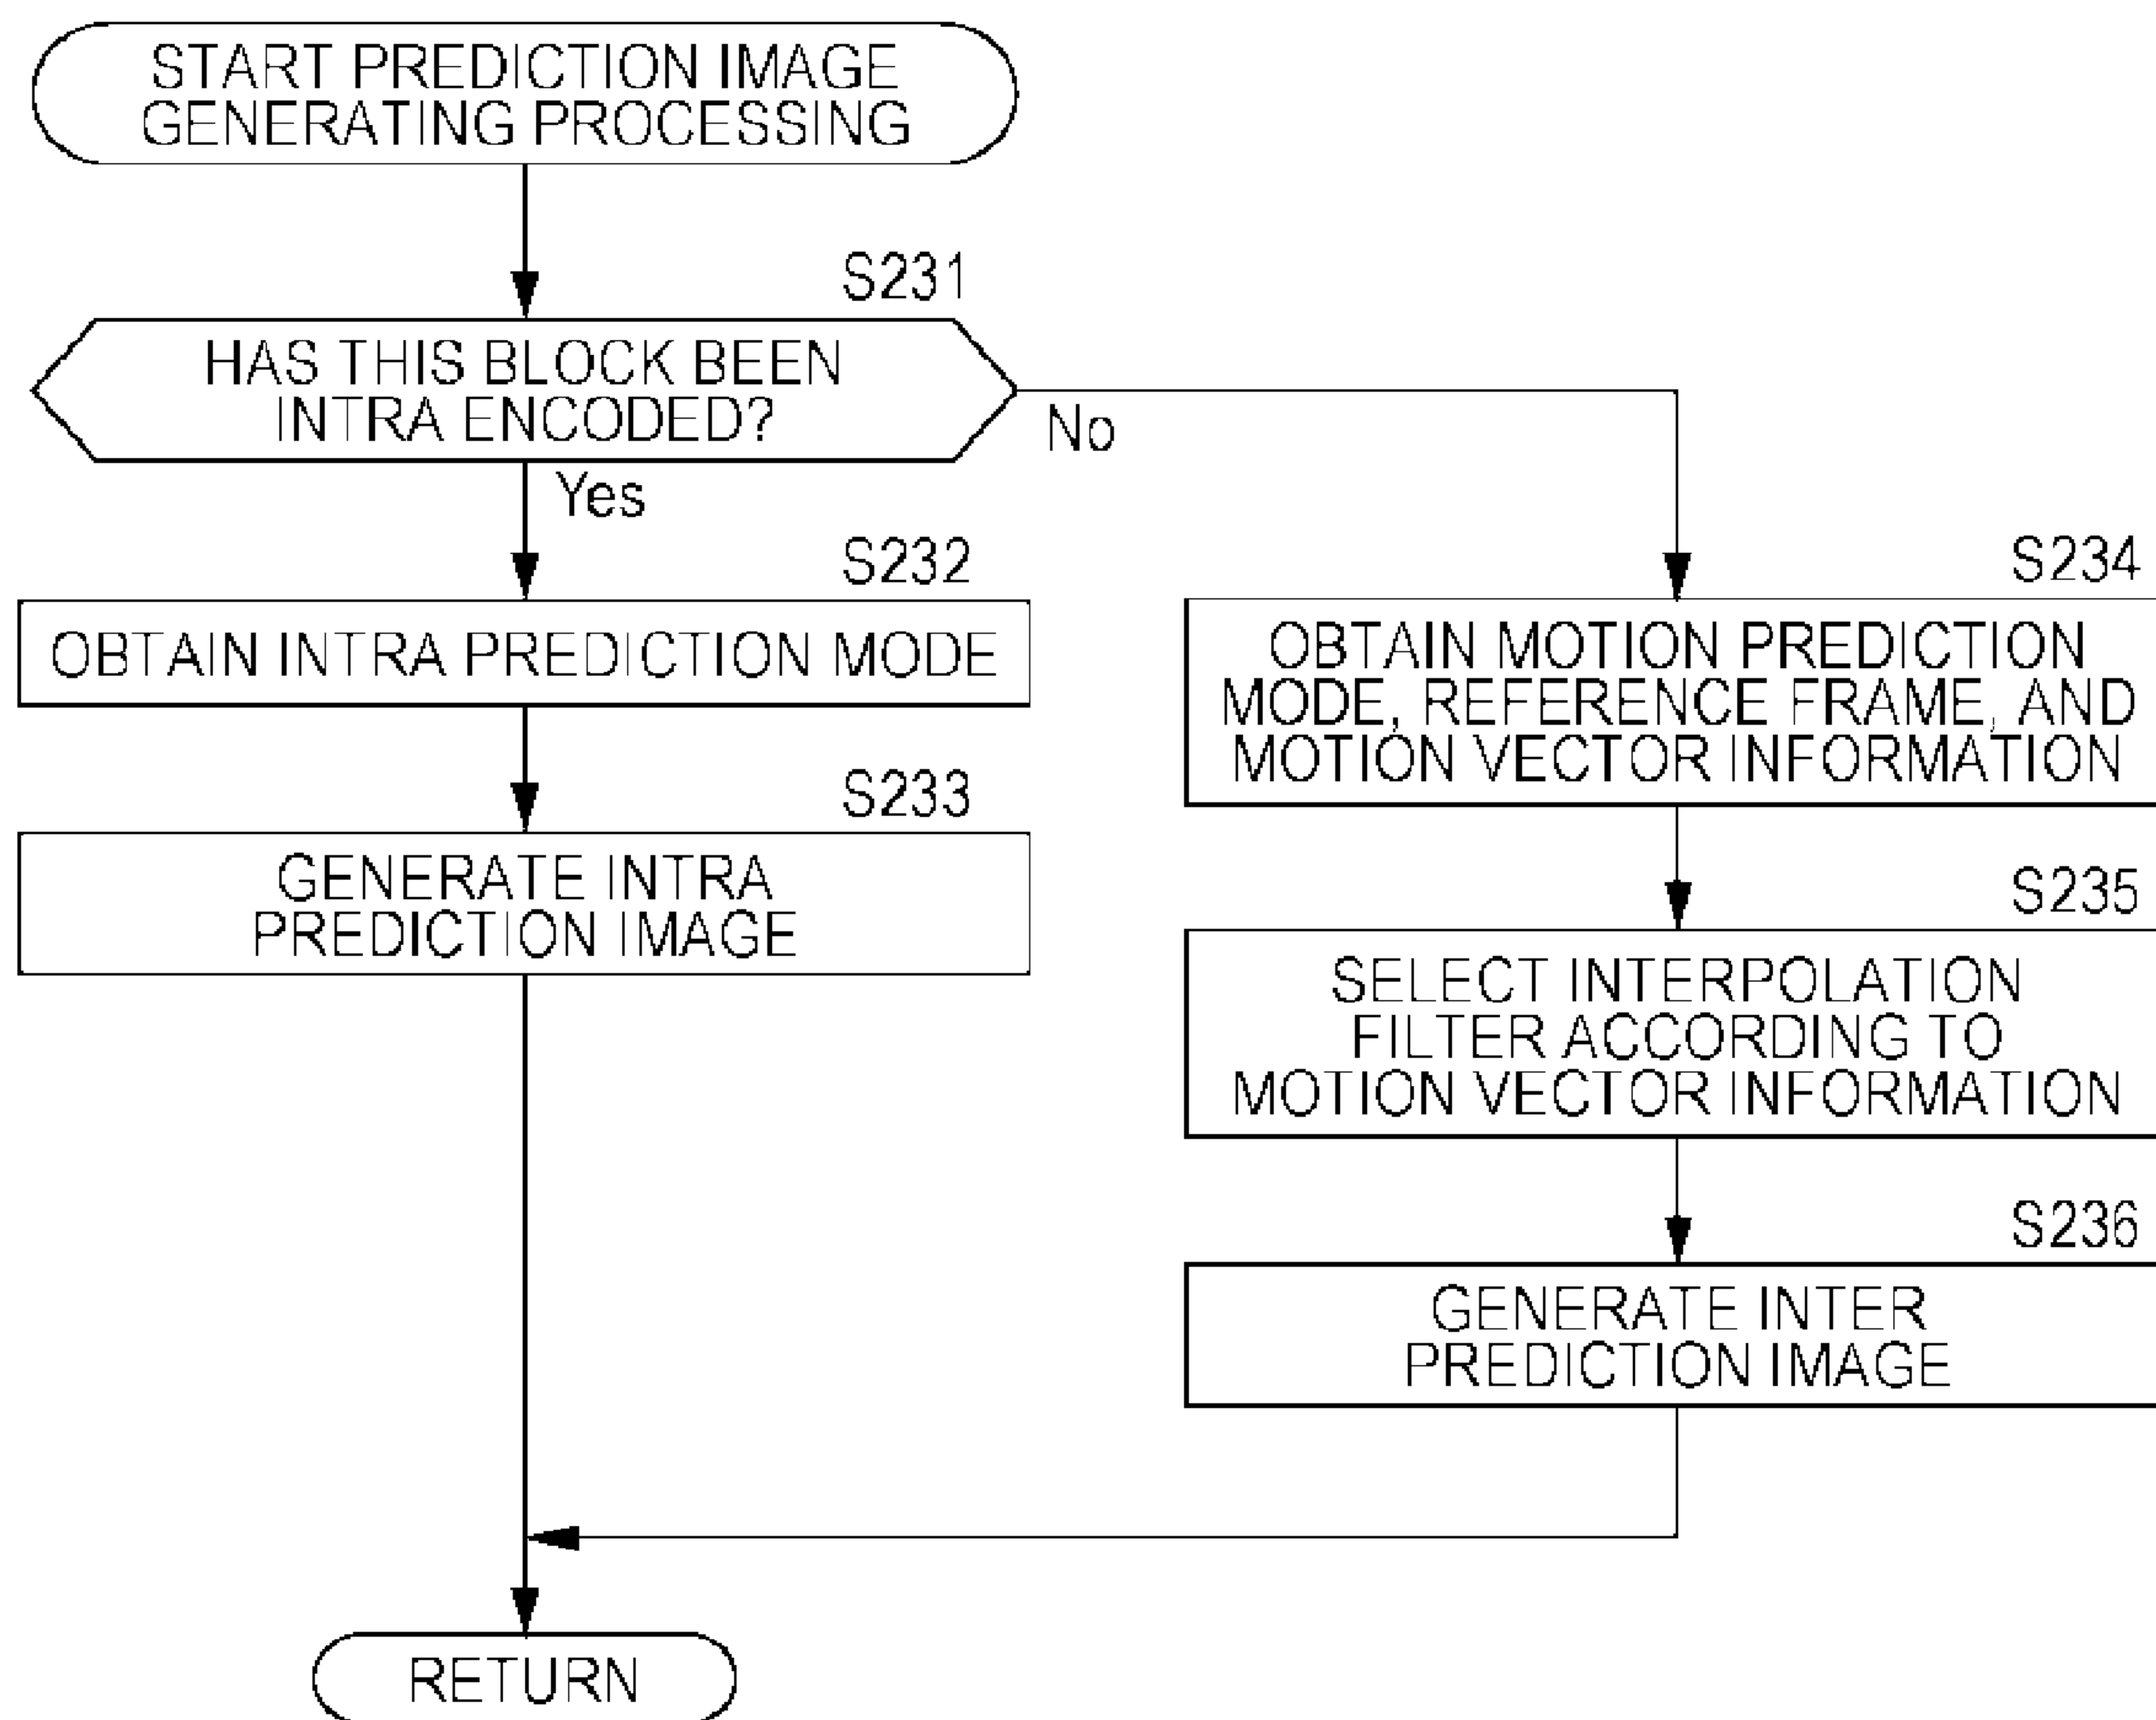 START PREDICTION IMAGE
GENERATING PROCESSING
S231
HAS THIS BLOCK BEEN
INTRA ENCODED?
No
Yes
S232
OBTAIN INTRA PREDICTION MODE
S233
GENERATE INTRA
PREDICTION IMAGE
S234
OBTAIN MOTION PREDICTION
MODE, REFERENCE FRAME, AND
MOTION VECTOR INFORMATION
S235
SELECT INTERPOLATION
FILTER ACCORDING TO
MOTION VECTOR INFORMATION
S236
GENERATE INTER
PREDICTION IMAGE
RETURN